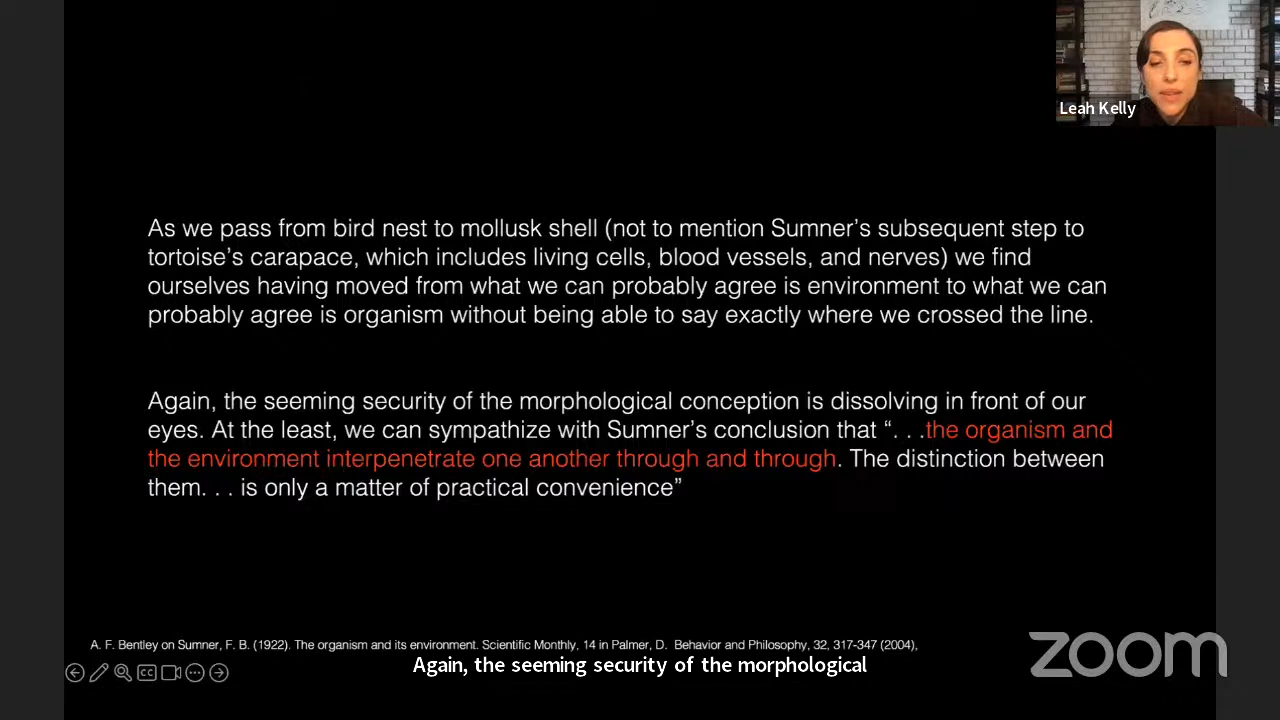 Leah Kelly
As we pass from bird nest to mollusk shell (not to mention Sumner's subsequent step to
tortoise's carapace, which includes living cells, blood vessels, and nerves) we find
ourselves having moved from what we can probably agree is environment to what we can
probably agree is organism without being able to say exactly where we crossed the line.
Again, the seeming security of the morphological conception is dissolving in front of our
eyes. At the least, we can sympathize with Sumner's conclusion that “. . .the organism and
the environment interpenetrate one another through and through. The distinction between
them. . . is only a matter of practical convenience”
A. F. Bentley on Sumner, F. B. (1922). The organism and its environment. Scientific Monthly, 14 in Palmer, D. Behavior and Philosophy, 32, 317-347 (2004),
Again, the seeming security of the morphological
CC
zoom